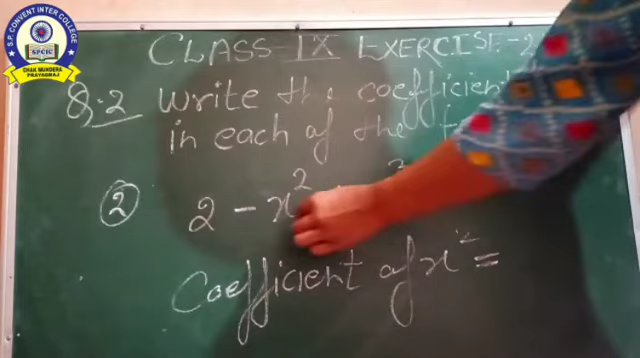 S.P. CONVENT INTER COLLEGE
SPCIC
CHAK MUNDERA
PRAYAGRAJ
CLASS-IX EXERCISE-2
Q.2 Write the coefficient
in each of the
② 2 - x²
Coefficient of x² =